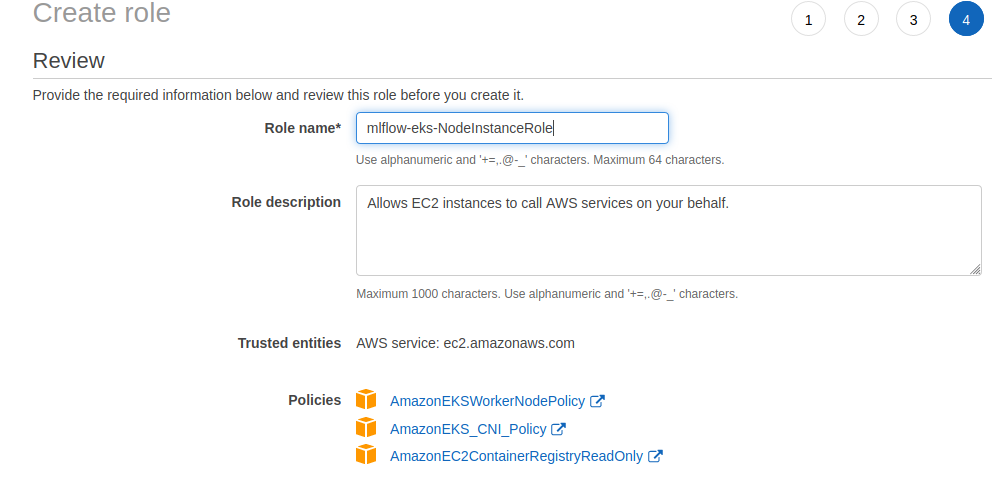 Create role
1 2 3 4
Review
Provide the required information below and review this role before you create it.
Role name* mlflow-eks-NodeInstanceRole
Use alphanumeric and '+=,.@-_' characters. Maximum 64 characters.
Role description Allows EC2 instances to call AWS services on your behalf.
Maximum 1000 characters. Use alphanumeric and '+=,.@-_' characters.
Trusted entities AWS service: ec2.amazonaws.com
Policies AmazonEKSWorkerNodePolicy
AmazonEKS_CNI_Policy
AmazonEC2ContainerRegistryReadOnly